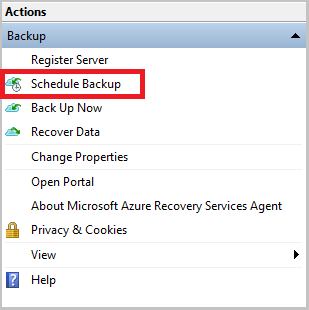 Actions
Backup
Register Server
Schedule Backup
Back Up Now
Recover Data
Change Properties
Open Portal
About Microsoft Azure Recovery Services Agent
Privacy & Cookies
View
Help